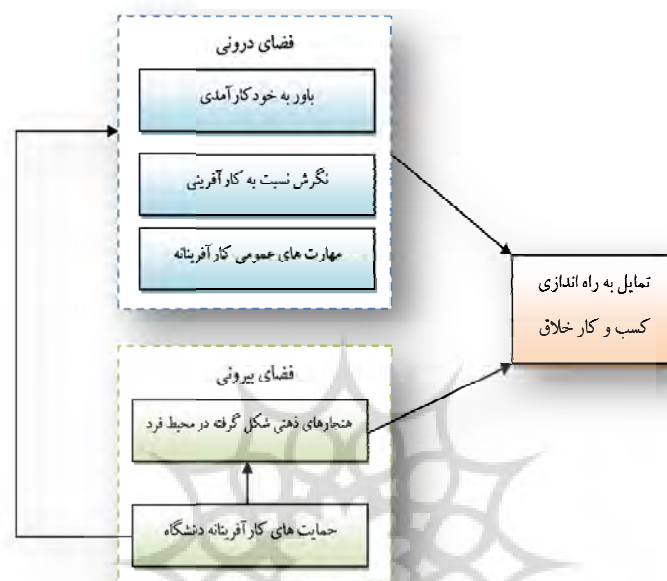 فضای درونی
باور به خودکارآمدی
نگرش نسبت به کارآفرینی
مهارت های عمومی کارآفرینانه
تمایل به راه اندازی
کسب و کار خلاق
فضای بیرونی
هنجارهای ذهنی شکل گرفته در محیط فرد
حمایت های کارآفرینانه دنشگاه